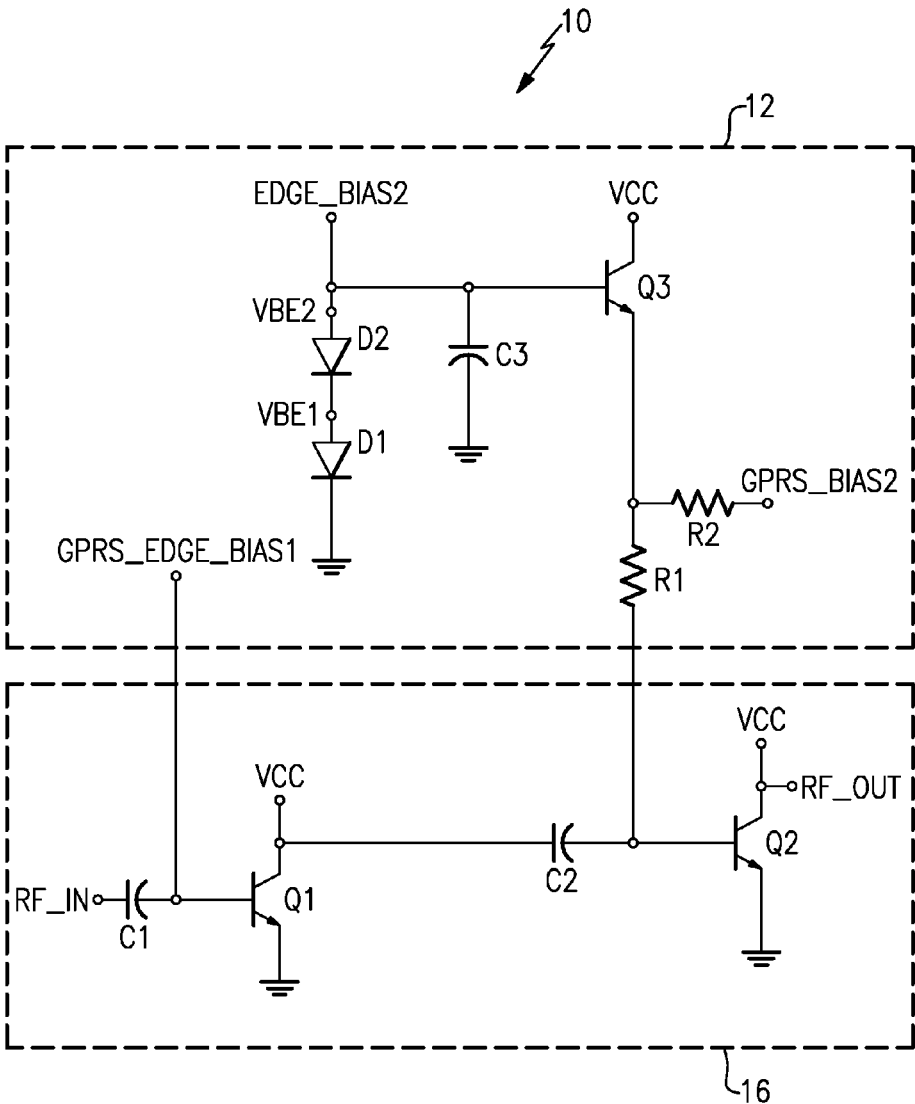 10
12
EDGE_BIAS2
VCC
Q3
VBE2
D2
C3
VBE1
D1
GPRS_BIAS2
R2
GPRS_EDGE_BIAS1
R1
VCC
RF_OUT
VCC
Q2
C2
RF_IN
Q1
C1
16